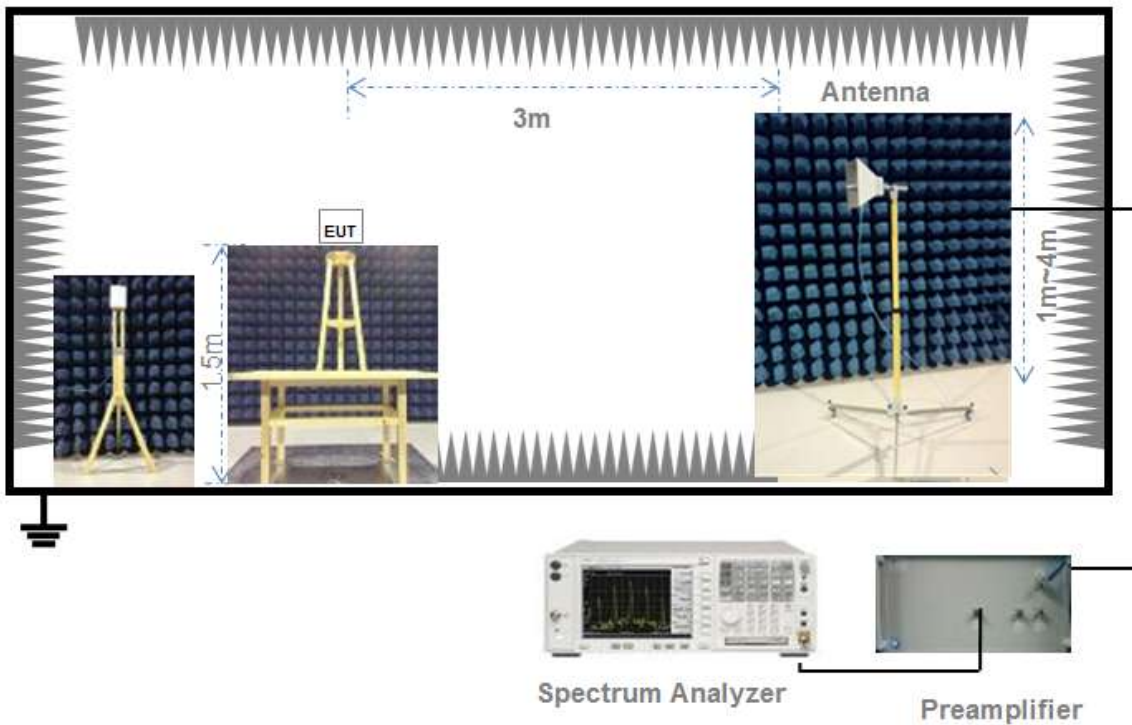 Antenna
3m
EUT
1.5m
1m~4m
Spectrum Analyzer
Preamplifier